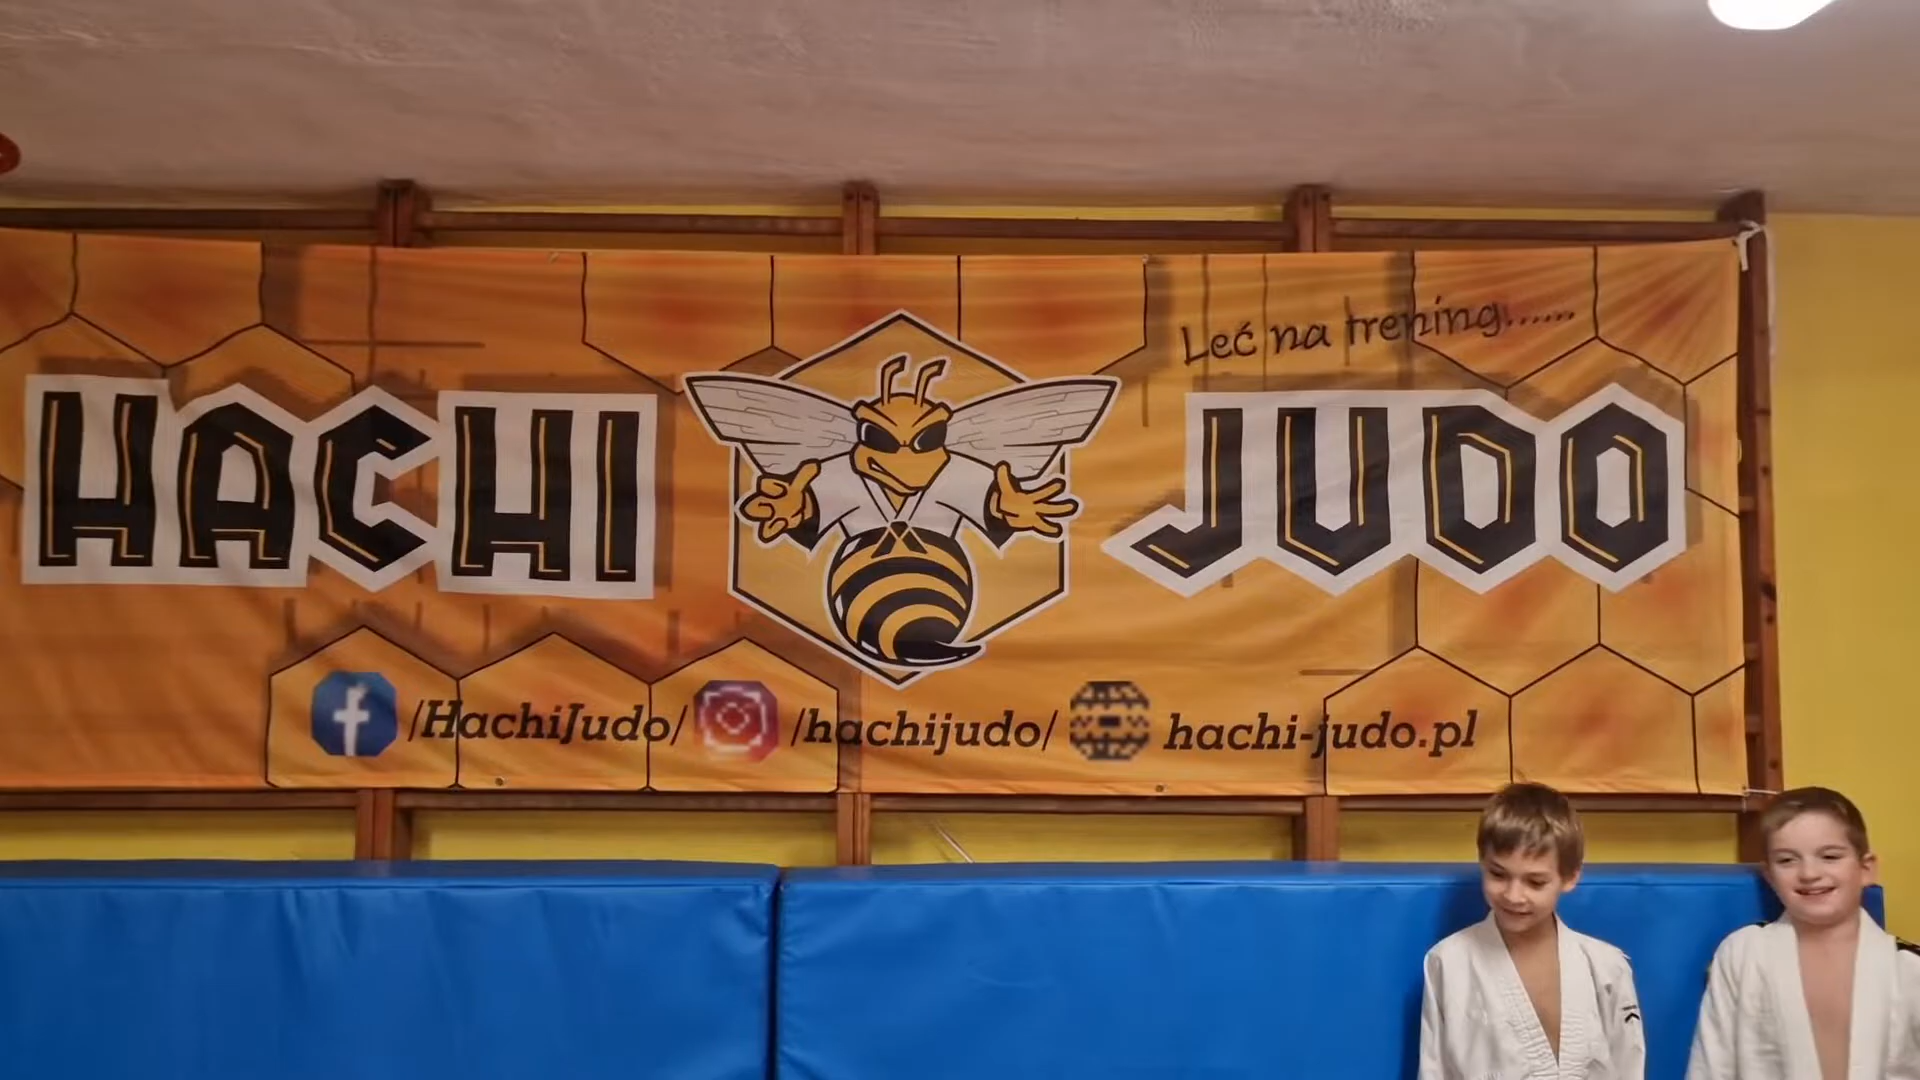 Leć na trening......
HACHI JUDO
/HachiJudo/ /hachijudo/ hachi-judo.pl